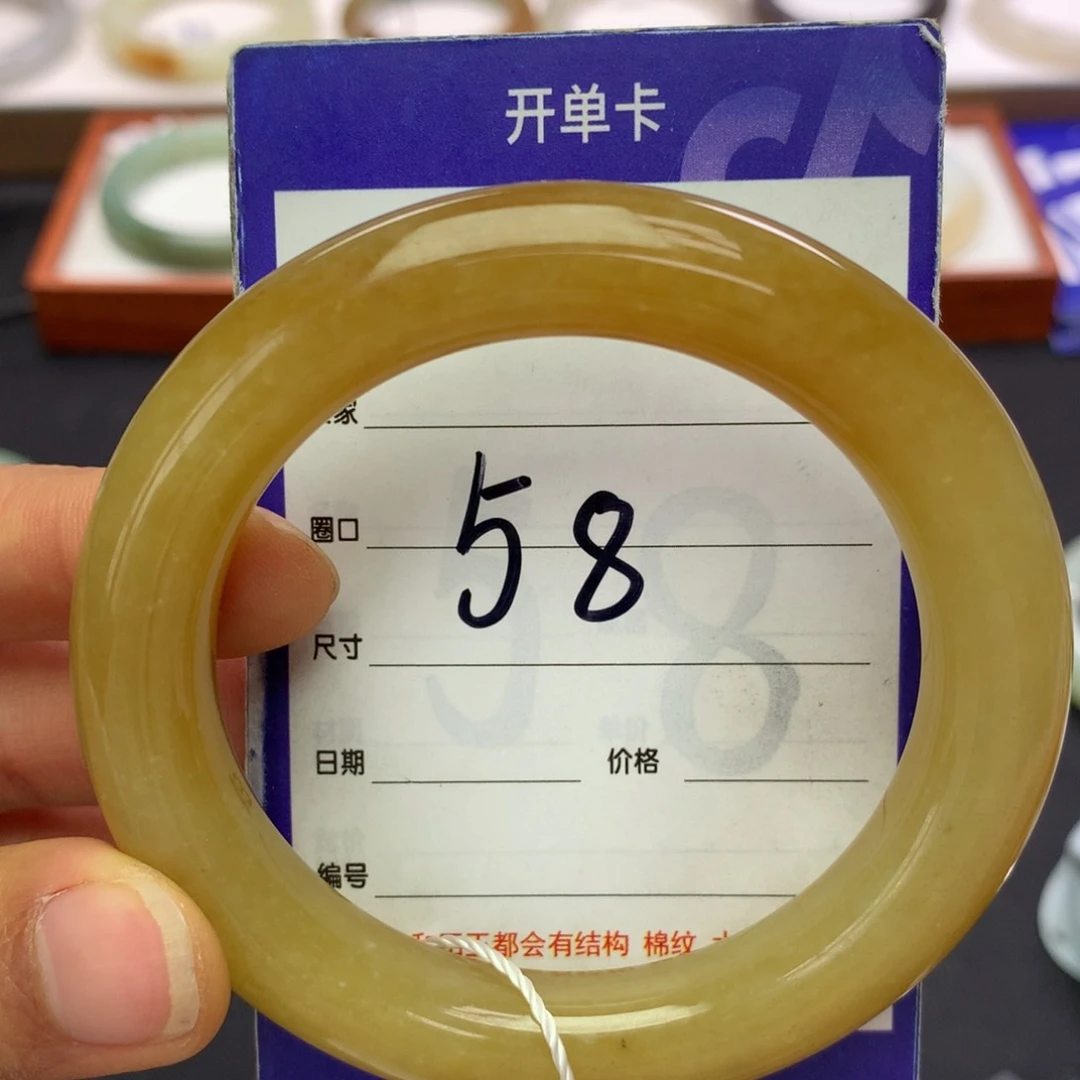 开单卡
家
58
圈口
尺寸
日期 价格
编号
都会有结构 棉纹